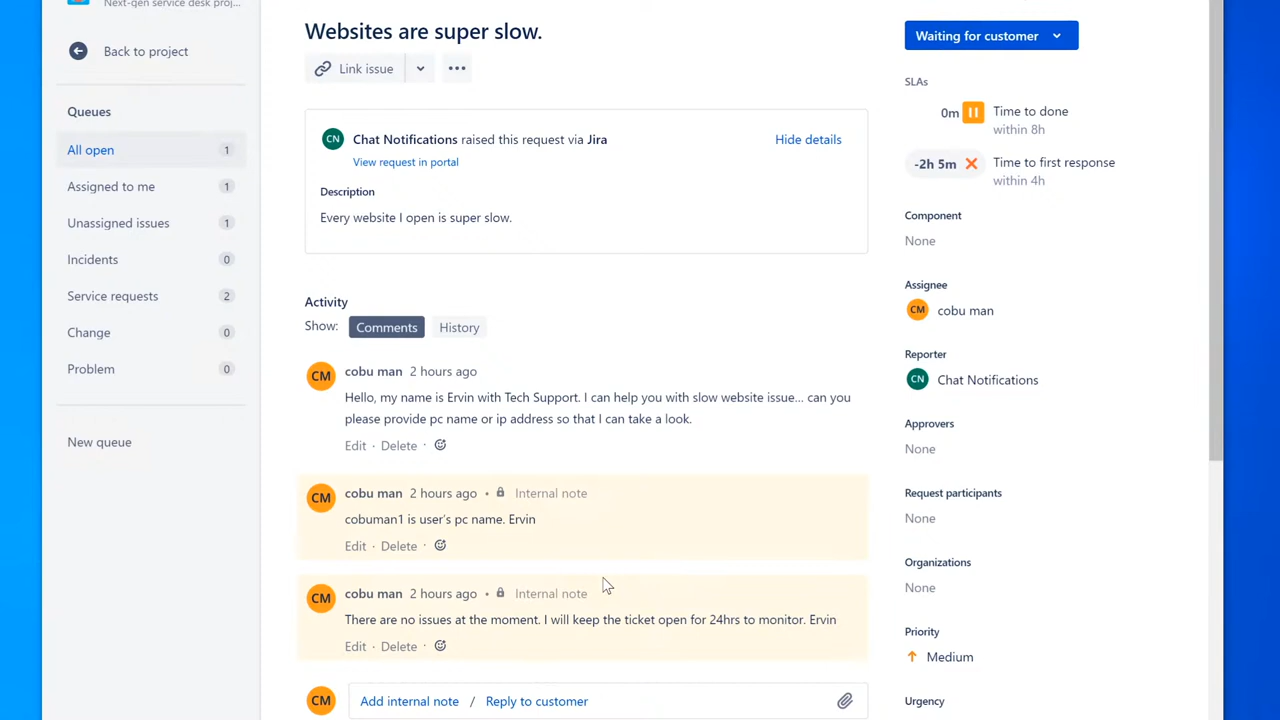 Next-gen service desk proj...
Back to project
Queues
All open 1
Assigned to me 1
Unassigned issues 1
Incidents 0
Service requests 2
Change 0
Problem 0
New queue
Websites are super slow.
Link issue
CN Chat Notifications raised this request via Jira Hide details
View request in portal
Description
Every website I open is super slow.
Activity
Show: Comments History
CM cobu man 2 hours ago
Hello, my name is Ervin with Tech Support. I can help you with slow website issue... can you
please provide pc name or ip address so that I can take a look.
Edit · Delete ·
CM cobu man 2 hours ago • Internal note
cobuman1 is user's pc name. Ervin
Edit · Delete ·
CM cobu man 2 hours ago • Internal note
There are no issues at the moment. I will keep the ticket open for 24hrs to monitor. Ervin
Edit · Delete ·
CM Add internal note / Reply to customer
Waiting for customer
SLAs
0m Time to done
within 8h
-2h 5m Time to first response
within 4h
Component
None
Assignee
CM cobu man
Reporter
CN Chat Notifications
Approvers
None
Request participants
None
Organizations
None
Priority
Medium
Urgency